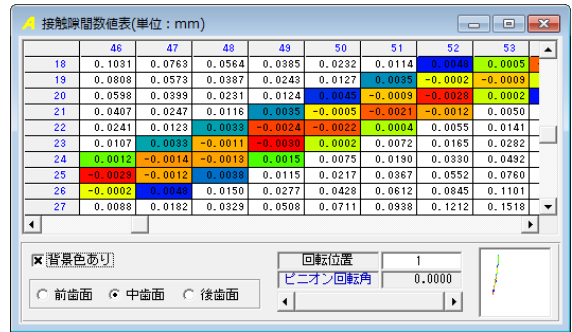 接触隙間数値表(単位：mm)
46 47 48 49 50 51 52 53
18 0.1031 0.0763 0.0564 0.0385 0.0232 0.0114 0.0048 0.0005
19 0.0808 0.0573 0.0387 0.0243 0.0127 0.0035 -0.0002 -0.0009
20 0.0598 0.0399 0.0231 0.0124 0.0045 -0.0009 -0.0028 0.0002
21 0.0407 0.0247 0.0116 0.0035 -0.0005 -0.0021 -0.0012 0.0050
22 0.0241 0.0123 0.0033 -0.0024 -0.0022 0.0004 0.0055 0.0141
23 0.0107 0.0033 -0.0011 -0.0030 0.0002 0.0072 0.0165 0.0282
24 0.0012 -0.0014 -0.0013 0.0015 0.0075 0.0190 0.0330 0.0492
25 -0.0029 -0.0012 0.0038 0.0115 0.0217 0.0367 0.0552 0.0760
26 -0.0002 0.0048 0.0150 0.0277 0.0428 0.0612 0.0845 0.1101
27 0.0088 0.0182 0.0329 0.0508 0.0711 0.0938 0.1212 0.1518
背景色あり
前歯面 中歯面 後歯面
回転位置 1
ピニオン回転角 0.0000